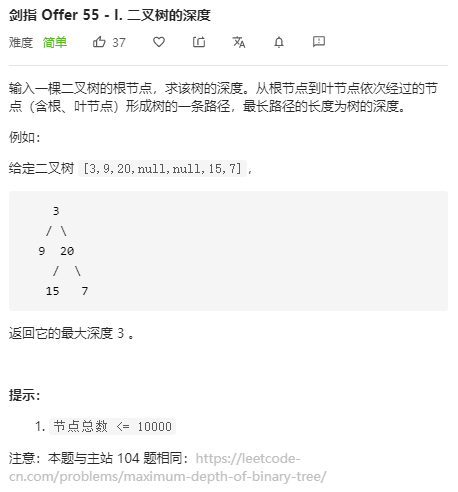 剑指 Offer 55 - I. 二叉树的深度
难度 简单 37
输入一棵二叉树的根节点，求该树的深度。从根节点到叶节点依次经过的节
点（含根、叶节点）形成树的一条路径，最长路径的长度为树的深度。
例如：
给定二叉树 [3,9,20,null,null,15,7]，
3
/ \
9 20
/ \
15 7
返回它的最大深度 3 。
提示：
1. 节点总数 <= 10000
注意：本题与主站 104 题相同：https://leetcode-
cn.com/problems/maximum-depth-of-binary-tree/